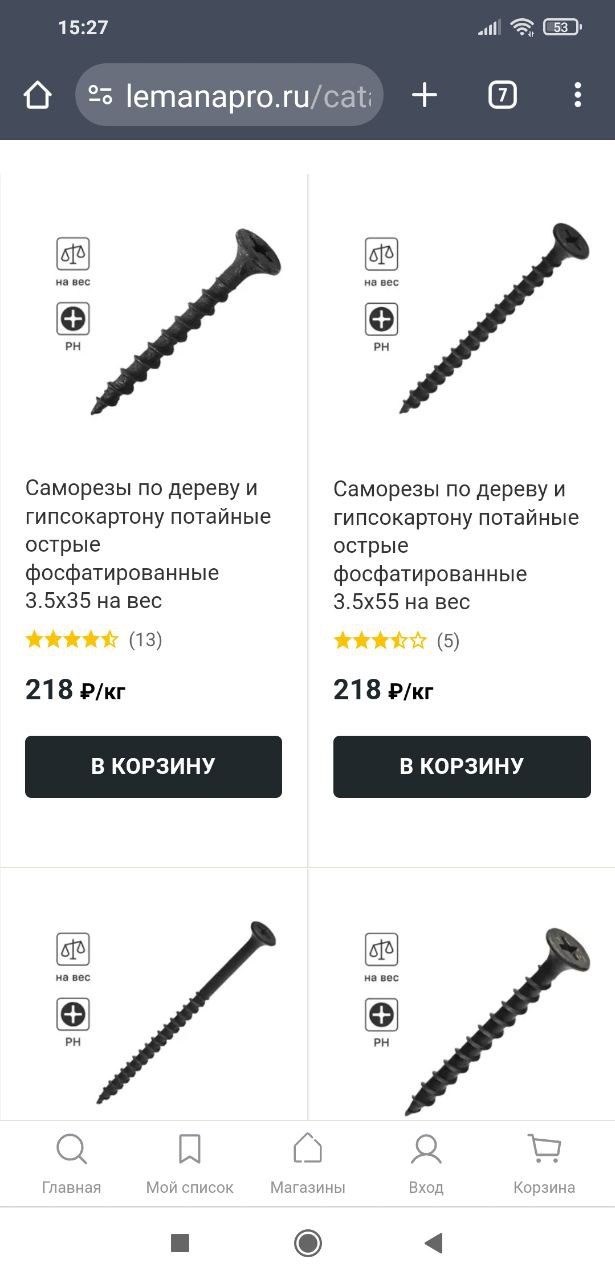 15:27
53
lemanapro.ru/cata
7
на вес
PH
на вес
PH
Саморезы по дереву и
гипсокартону потайные
острые
фосфатированные
3.5x35 на вес
(13)
218 ₽/кг
В КОРЗИНУ
Саморезы по дереву и
гипсокартону потайные
острые
фосфатированные
3.5x55 на вес
(5)
218 ₽/кг
В КОРЗИНУ
на вес
PH
на вес
PH
Главная
Мой список
Магазины
Вход
Корзина